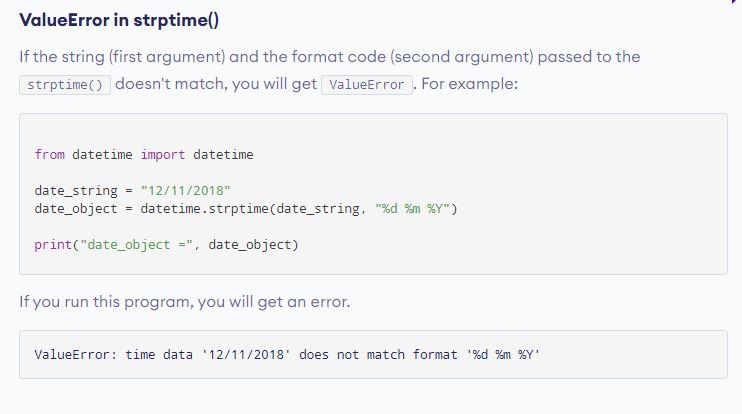 ValueError in strptime()
If the string (first argument) and the format code (second argument) passed to the
strptime() doesn't match, you will get ValueError . For example:
from datetime import datetime
date_string = "12/11/2018"
date_object = datetime.strptime(date_string, "%d %m %Y")
print("date_object =", date_object)
If you run this program, you will get an error.
ValueError: time data '12/11/2018' does not match format '%d %m %Y'